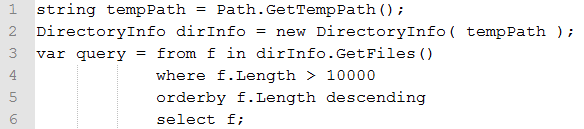 1 string tempPath = Path.GetTempPath();
2 DirectoryInfo dirInfo = new DirectoryInfo( tempPath );
3 var query = from f in dirInfo.GetFiles()
4             where f.Length > 10000
5             orderby f.Length descending
6             select f;